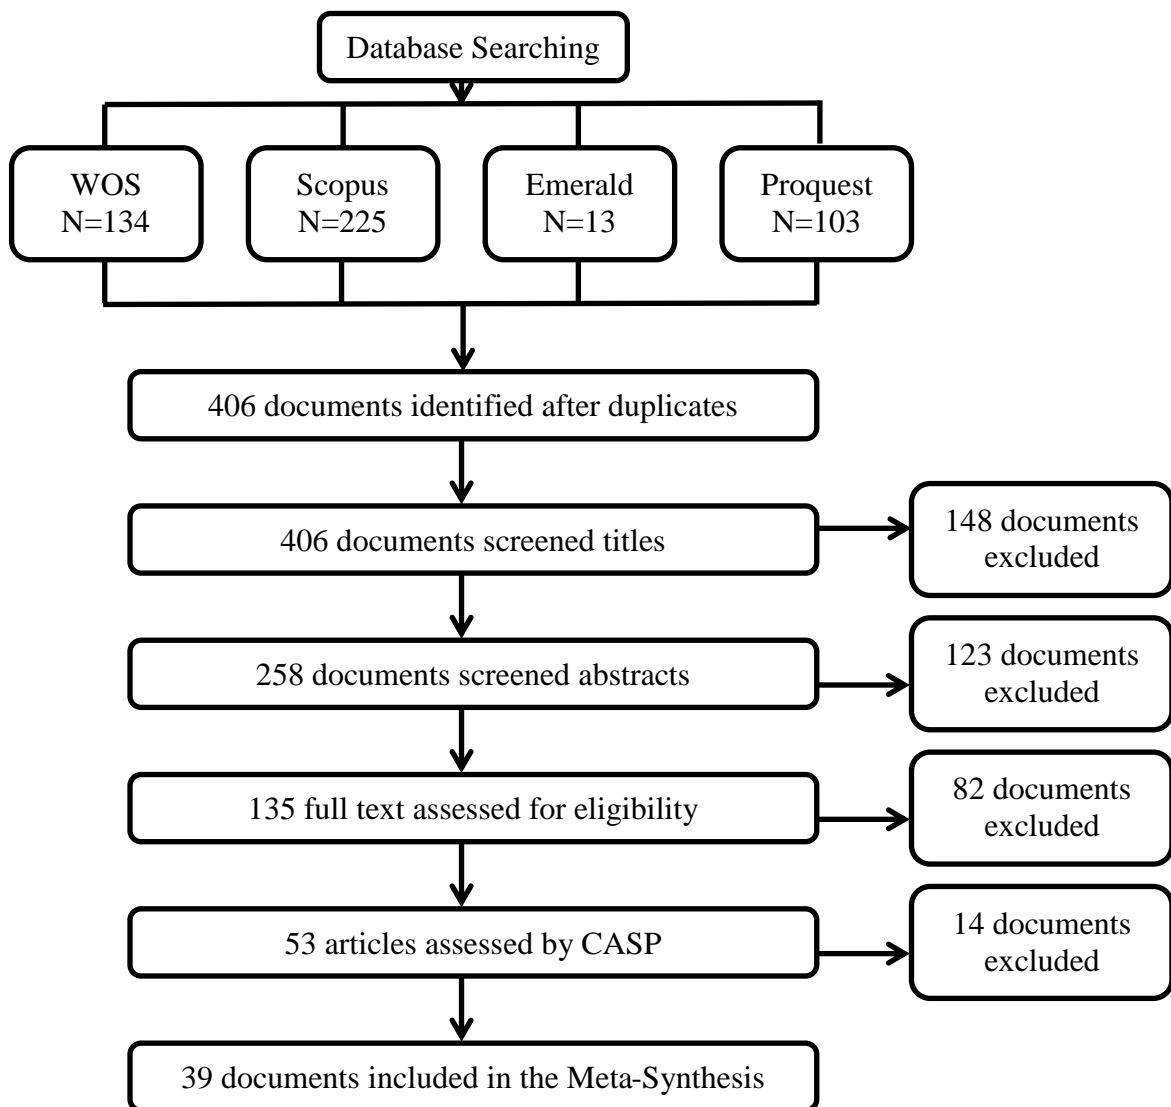 Database Searching
WOS
N=134
Scopus
N=225
Emerald
N=13
Proquest
N=103
406 documents identified after duplicates
406 documents screened titles
148 documents
excluded
258 documents screened abstracts
123 documents
excluded
135 full text assessed for eligibility
82 documents
excluded
53 articles assessed by CASP
14 documents
excluded
39 documents included in the Meta-Synthesis